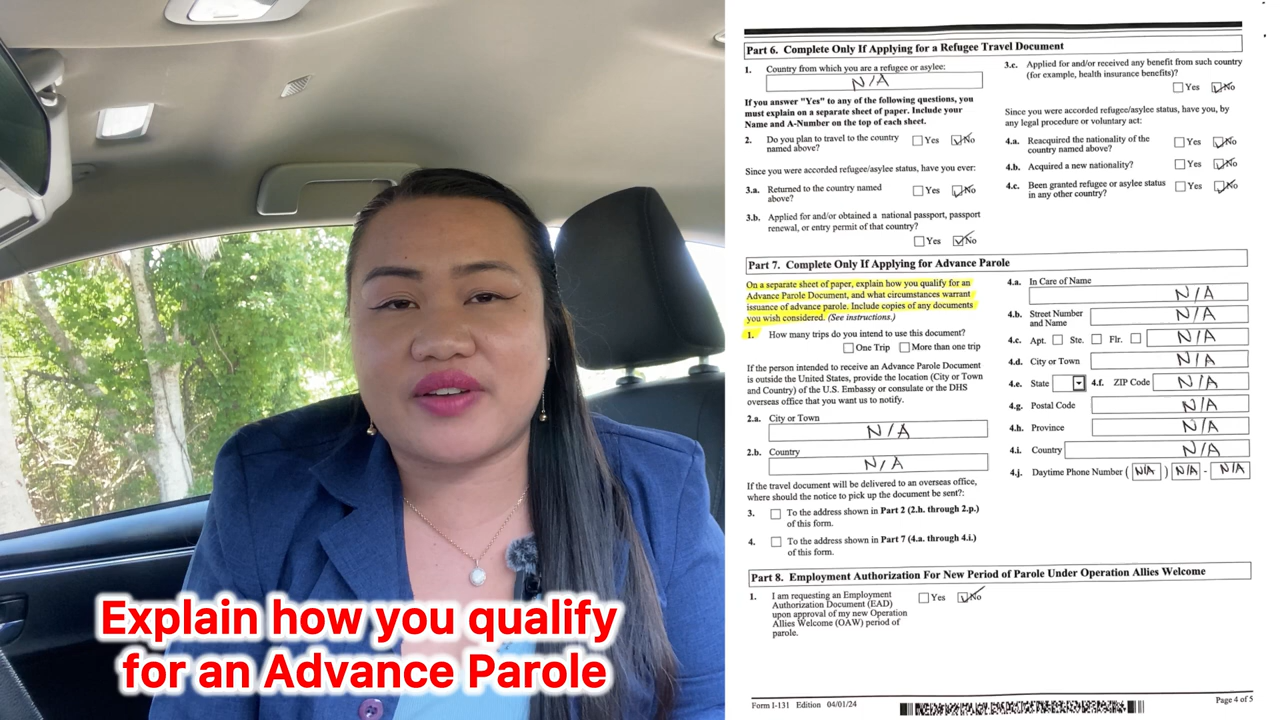 Explain how you qualify
for an Advance Parole
Part 6. Complete Only If Applying for a Refugee Travel Document
1. Country from which you are a refugee or asylee:
N/A
If you answer "Yes" to any of the following questions, you
must explain on a separate sheet of paper. Include your
Name and A-Number on the top of each sheet.
2. Do you plan to travel to the country
named above?
Yes No
Since you were accorded refugee/asylee status, have you ever:
3.a. Returned to the country named
above?
Yes No
3.b. Applied for and/or obtained a national passport, passport
renewal, or entry permit of that country?
Yes No
3.c. Applied for and/or received any benefit from such country
(for example, health insurance benefits)?
Yes No
Since you were accorded refugee/asylee status, have you, by
any legal procedure or voluntary act:
4.a. Reacquired the nationality of the
country named above?
Yes No
4.b. Acquired a new nationality? Yes No
4.c. Been granted refugee or asylee status
in any other country?
Yes No
Part 7. Complete Only If Applying for Advance Parole
On a separate sheet of paper, explain how you qualify for an
Advance Parole Document, and what circumstances warrant
issuance of advance parole. Include copies of any documents
you wish considered. (See instructions.)
1. How many trips do you intend to use this document?
One Trip More than one trip
If the person intended to receive an Advance Parole Document
is outside the United States, provide the location (City or Town
and Country) of the U.S. Embassy or consulate or the DHS
overseas office that you want us to notify.
2.a. City or Town
N/A
2.b. Country
N/A
If the travel document will be delivered to an overseas office,
where should the notice to pick up the document be sent?:
3. To the address shown in Part 2 (2.b. through 2.p.)
of this form.
4. To the address shown in Part 7 (4.a. through 4.i.)
of this form.
4.a. In Care of Name
N/A
4.b. Street Number
and Name
N/A
4.c. Apt. Ste. Flr. N/A
4.d. City or Town N/A
4.e. State 4.f. ZIP Code N/A
4.g. Postal Code N/A
4.h. Province N/A
4.i. Country N/A
4.j. Daytime Phone Number (N/A) N/A - N/A
Part 8. Employment Authorization For New Period of Parole Under Operation Allies Welcome
1. I am requesting an Employment
Authorization Document (EAD)
upon approval of my new Operation
Allies Welcome (OAW) period of
parole.
Yes No
Form I-131 Edition 04/01/24
Page 4 of 5